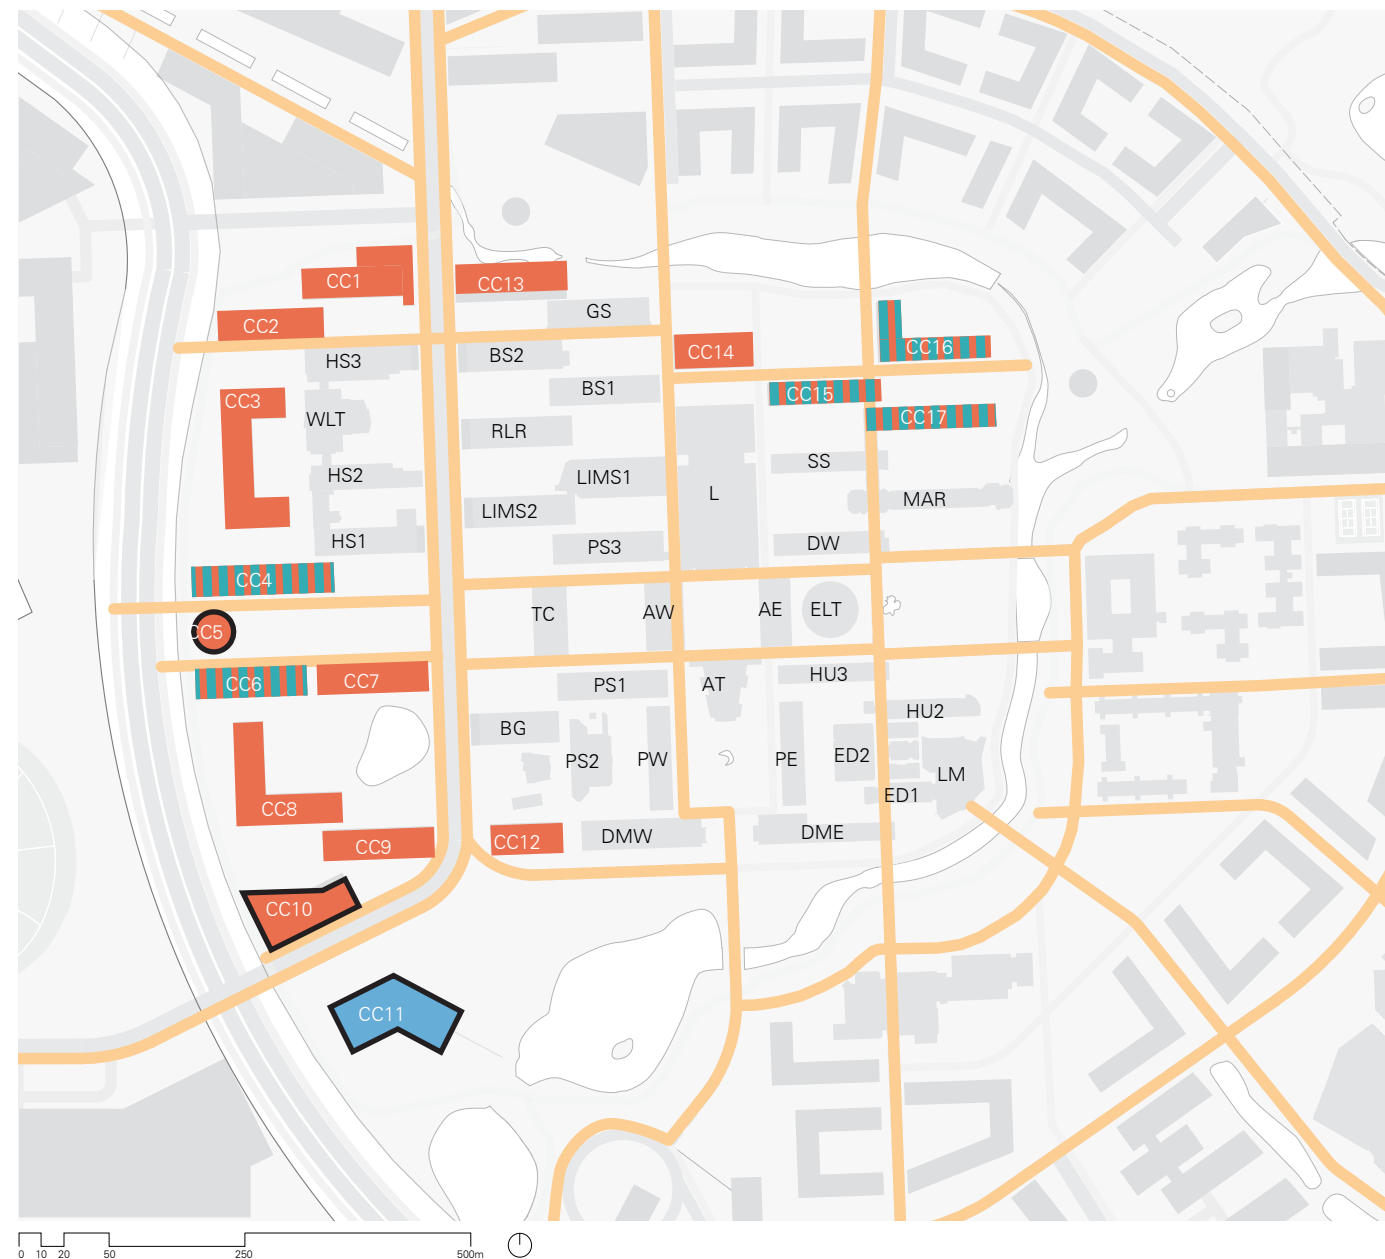 CC1
CC13
GS
CC2
HS3
BS2
CC14
CC16
BS1
CC15
CC3
WLT
CC17
RLR
SS
HS2
LIMS1
L
MAR
LIMS2
HS1
PS3
DW
CC4
TC
AW
AE
ELT
CC5
CC6
CC7
PS1
AT
HU3
HU2
BG
PS2
PW
PE
ED2
LM
ED1
CC8
CC9
CC12
DMW
DME
CC10
CC11
0 10 20 50 250 500m